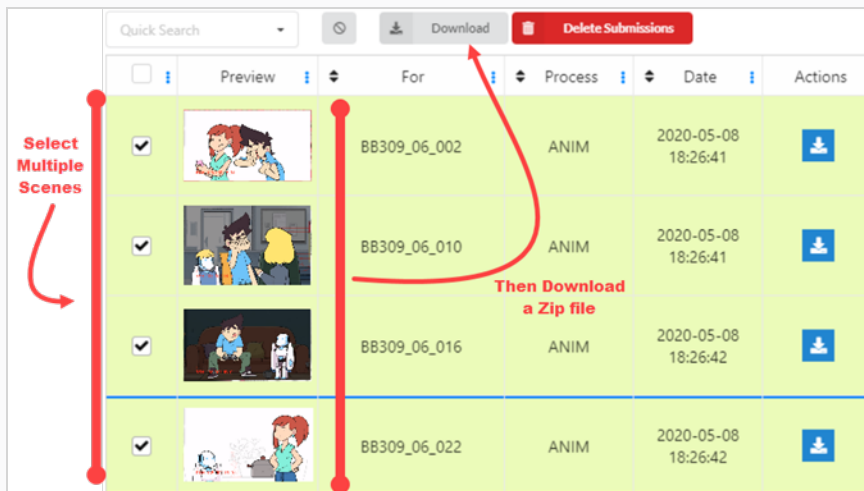 Quick Search
Download
Delete Submissions
Preview
For
Process
Date
Actions
Select
Multiple
Scenes
BB309_06_002
ANIM
2020-05-08
18:26:41
BB309_06_010
ANIM
2020-05-08
18:26:41
Then Download
a Zip file
BB309_06_016
ANIM
2020-05-08
18:26:42
BB309_06_022
ANIM
2020-05-08
18:26:42